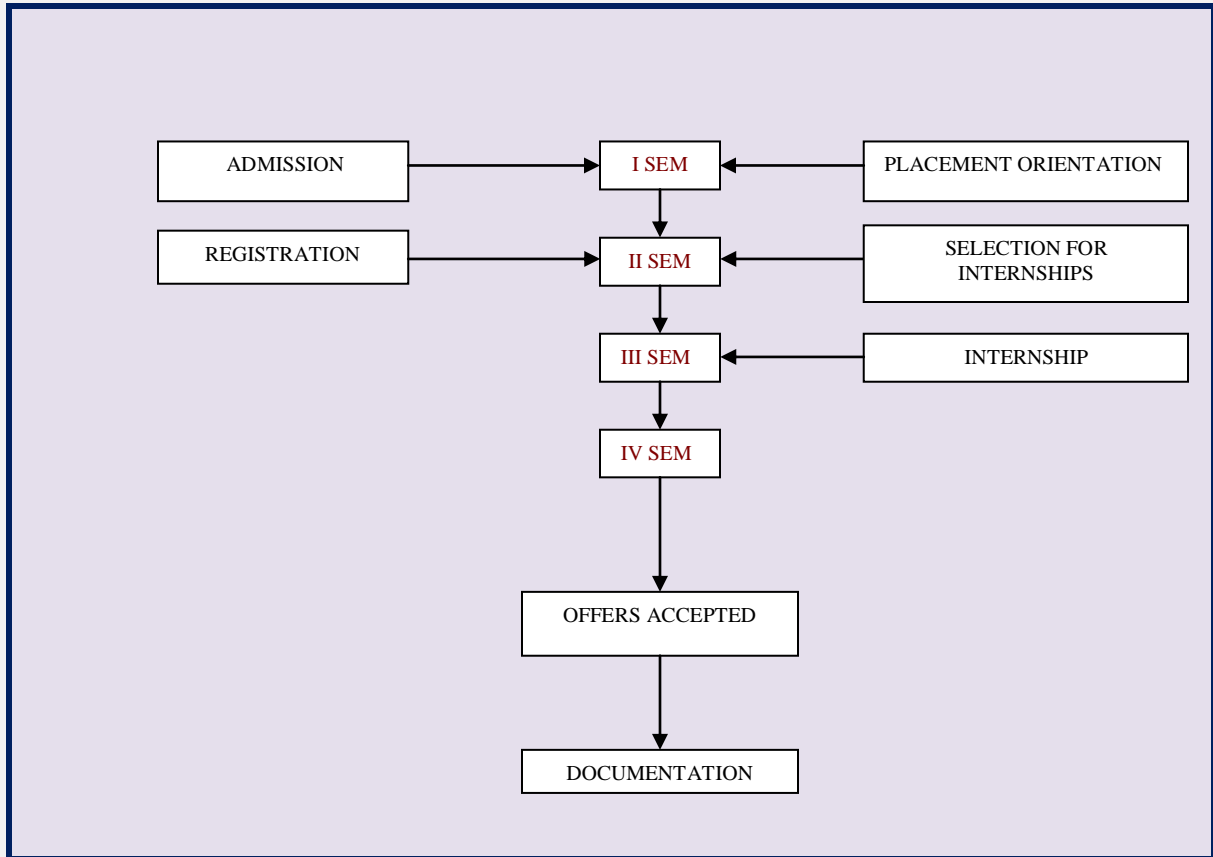 ADMISSION
I SEM
PLACEMENT ORIENTATION
REGISTRATION
II SEM
SELECTION FOR
INTERNSHIPS
III SEM
INTERNSHIP
IV SEM
OFFERS ACCEPTED
DOCUMENTATION